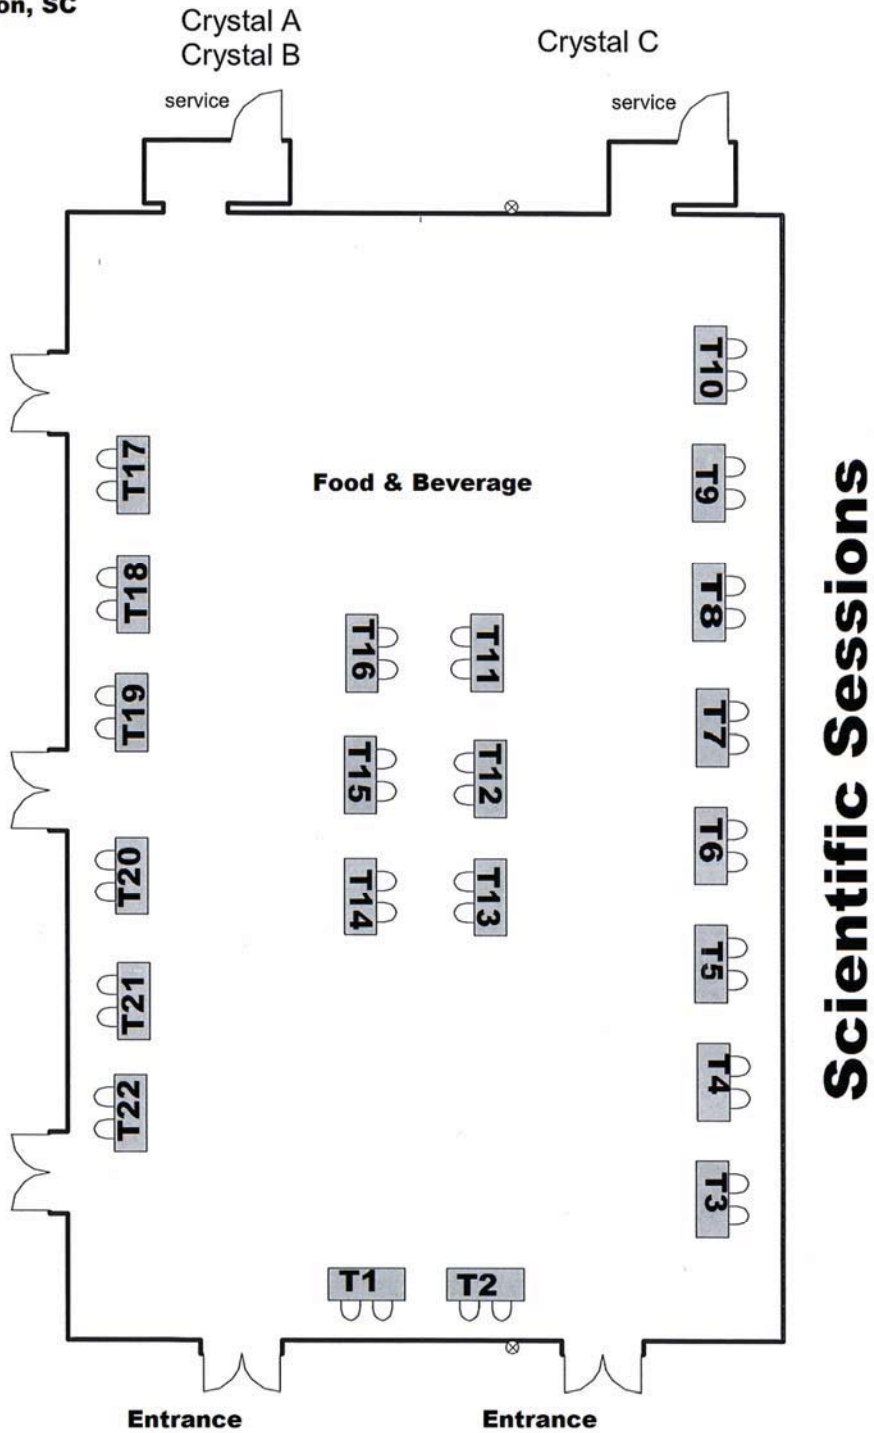 on, SC
Crystal A
Crystal B
Crystal C
service
service
T10
T17
T9
Food & Beverage
T18
T8
T16
T11
T19
T7
T15
T12
T6
T20
T14
T13
T5
T21
T4
T22
T3
T1
T2
Entrance
Entrance
Scientific Sessions